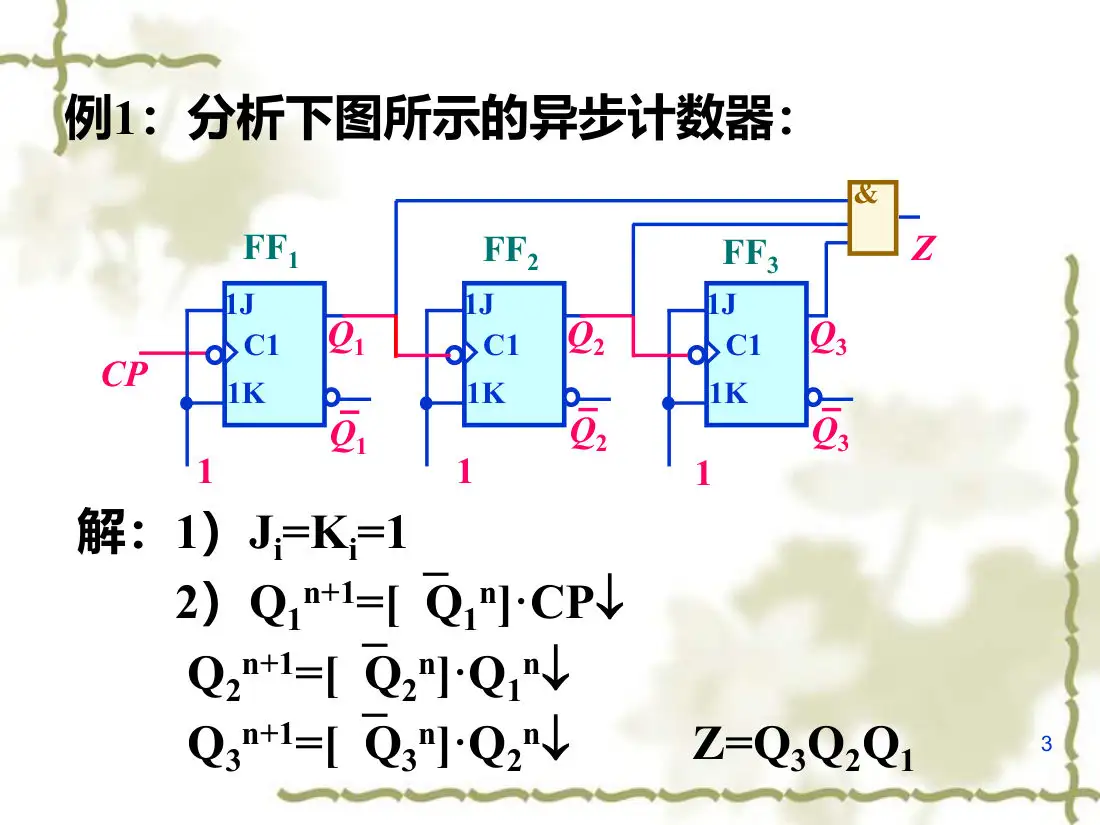 例1：分析下图所示的异步计数器：
&
FF₁ FF₂ FF₃ Z
1J 1J 1J
C1 Q₁ C1 Q₂ C1 Q₃
CP
1K 1K 1K
Q̅₁ Q̅₂ Q̅₃
1 1 1
解：1）Jᵢ=Kᵢ=1
2）Q₁ⁿ⁺¹=[ Q̅₁ⁿ]·CP↓
Q₂ⁿ⁺¹=[ Q̅₂ⁿ]·Q₁ⁿ↓
Q₃ⁿ⁺¹=[ Q̅₃ⁿ]·Q₂ⁿ↓ Z=Q₃Q₂Q₁
3